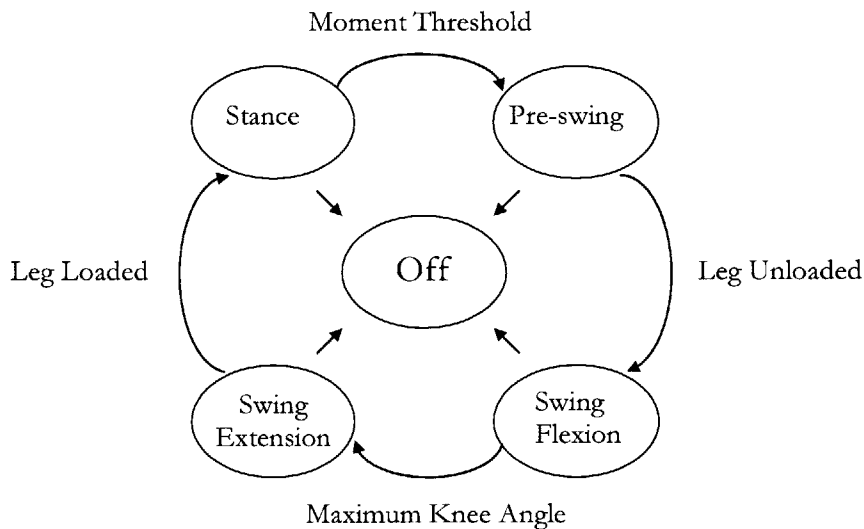 Moment Threshold
Stance
Pre-swing
Leg Loaded
Off
Leg Unloaded
Swing
Extension
Swing
Flexion
Maximum Knee Angle